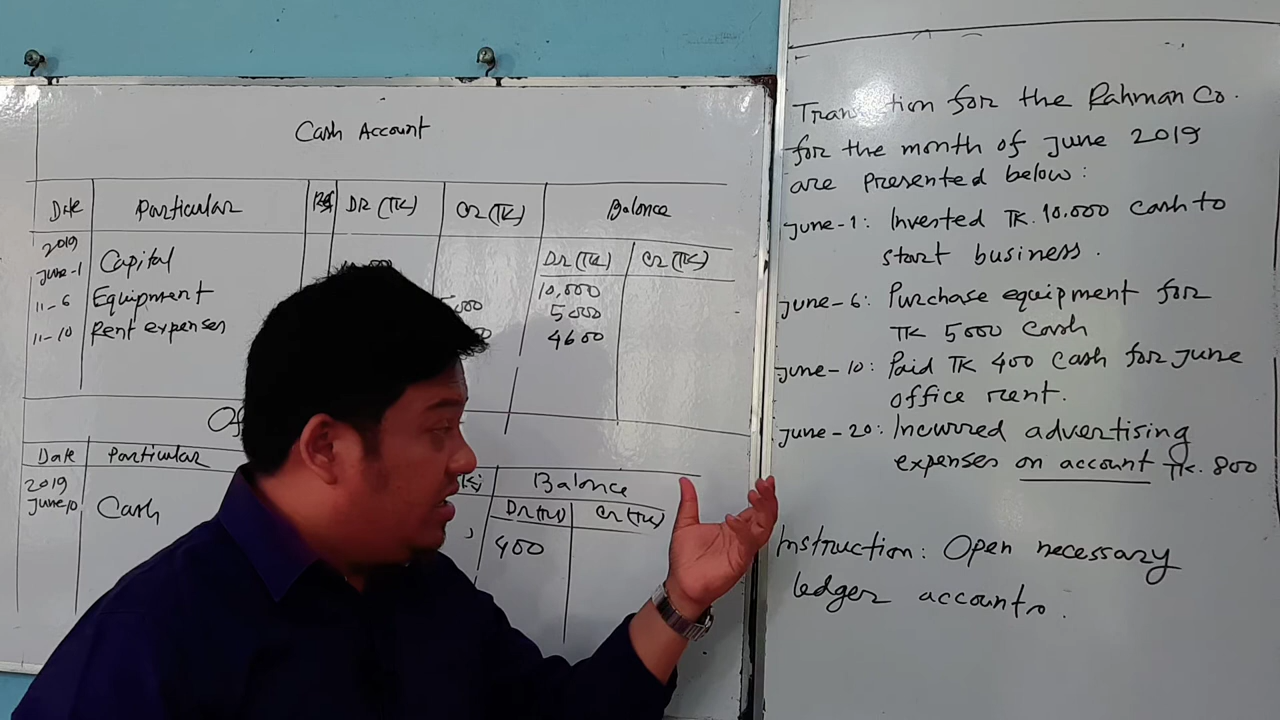 Cash Account
Date Particular Ref DR (TK) CR (TK) Balance
2019
DR (TK) CR (TK)
June-1 Capital 10,000
11-6 Equipment 5000
11-10 Rent expenses 4600
Date Particular Balance
2019 DR (TK) CR (TK)
June 10 Cash 400
for the Rahman Co.
for the month of June 2019
are presented below:
June-1: Invested TK. 10.000 cash to
start business.
June-6: Purchase equipment for
TK 5000 cash
June-10: Paid TK 400 cash for June
office rent.
June-20: Incurred advertising
expenses on account TK. 800
Instruction: Open necessary
ledger accounts.